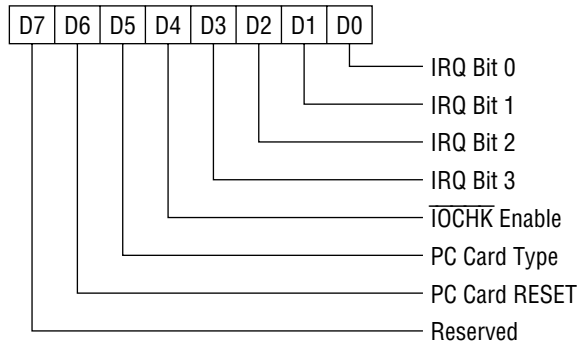 D7 D6 D5 D4 D3 D2 D1 D0
IRQ Bit 0
IRQ Bit 1
IRQ Bit 2
IRQ Bit 3
I̅O̅C̅H̅K̅ Enable
PC Card Type
PC Card RESET
Reserved